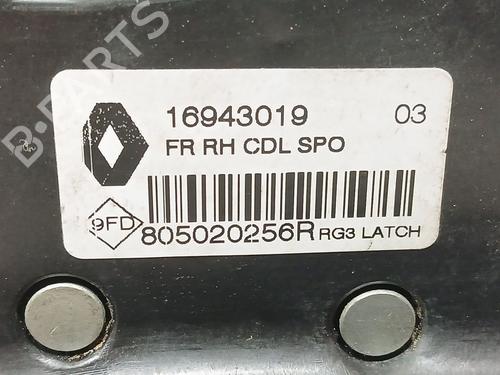 B-PARTS
16943019 03
FR RH CDL SPO
9FD 805020256R RG3 LATCH